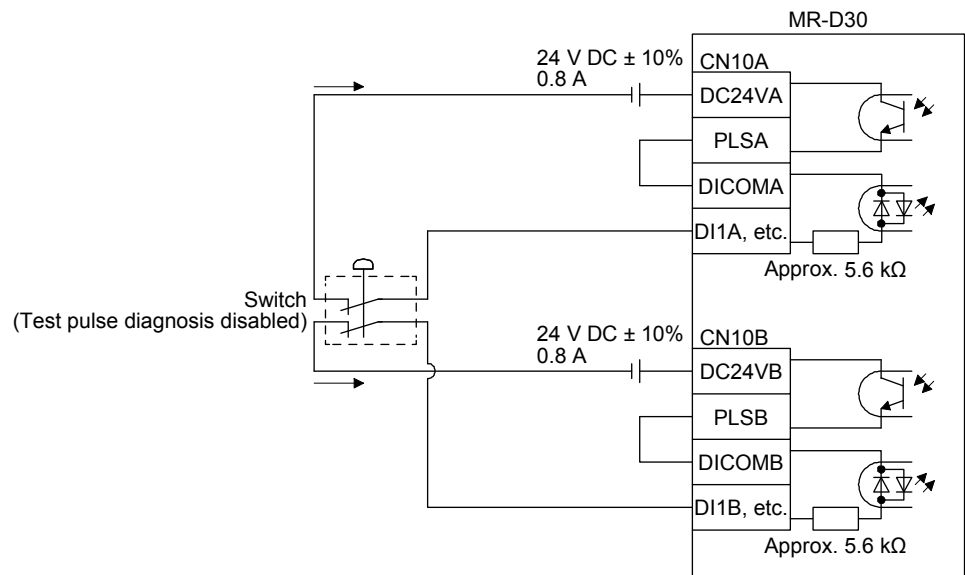 MR-D30
24 V DC ± 10%
0.8 A
CN10A
DC24VA
PLSA
DICOMA
DI1A, etc.
Approx. 5.6 kΩ
Switch
(Test pulse diagnosis disabled)
24 V DC ± 10%
0.8 A
CN10B
DC24VB
PLSB
DICOMB
DI1B, etc.
Approx. 5.6 kΩ